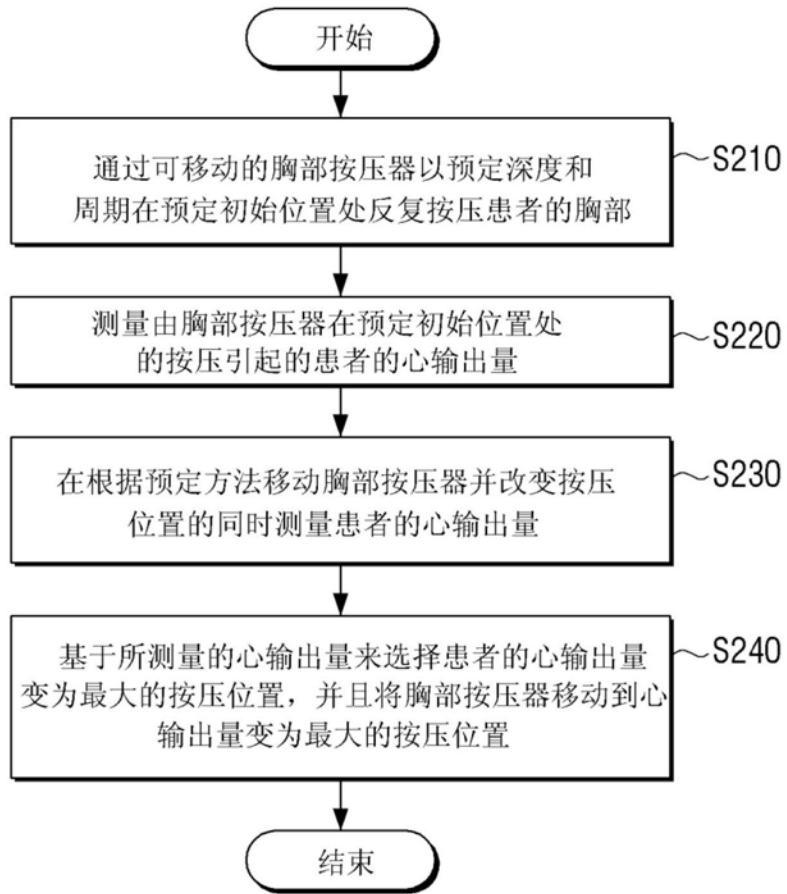 开始
通过可移动的胸部按压器以预定深度和
周期在预定初始位置处反复按压患者的胸部
S210
测量由胸部按压器在预定初始位置处
的按压引起的患者的心输出量
S220
在根据预定方法移动胸部按压器并改变按压
位置的同时测量患者的心输出量
S230
基于所测量的心输出量来选择患者的心输出量
变为最大的按压位置，并且将胸部按压器移动到心
输出量变为最大的按压位置
S240
结束